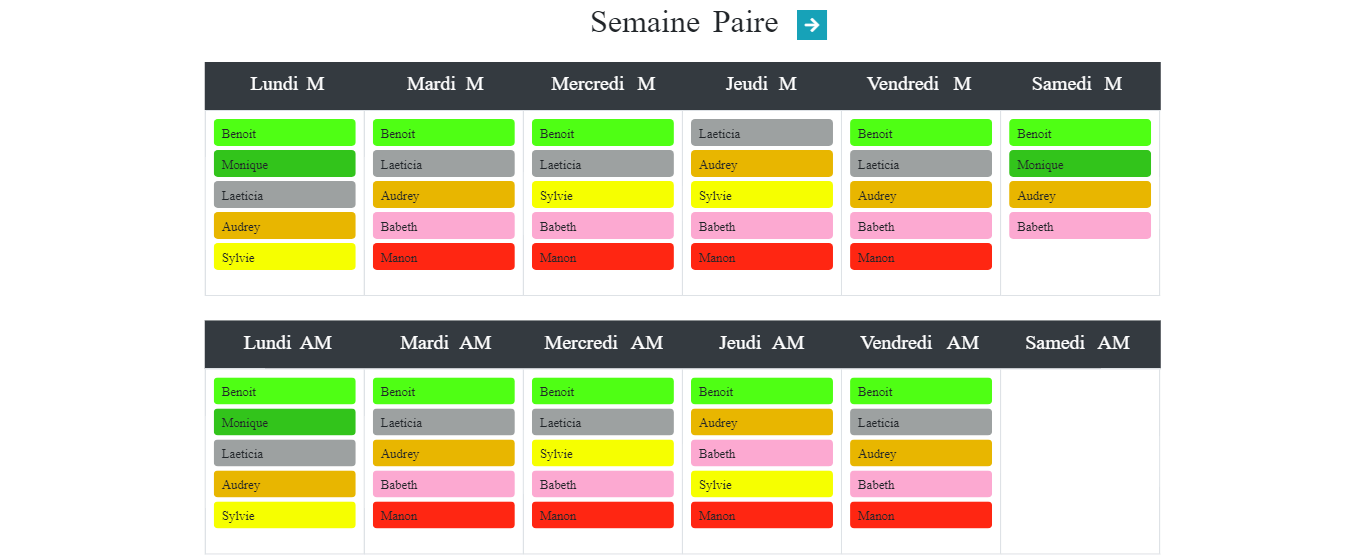 Semaine Paire
Lundi M Mardi M Mercredi M Jeudi M Vendredi M Samedi M
Benoit Benoit Benoit Laeticia Benoit Benoit
Monique Laeticia Laeticia Audrey Laeticia Monique
Laeticia Audrey Sylvie Sylvie Audrey Audrey
Audrey Babeth Babeth Babeth Babeth Babeth
Sylvie Manon Manon Manon Manon
Lundi AM Mardi AM Mercredi AM Jeudi AM Vendredi AM Samedi AM
Benoit Benoit Benoit Benoit Benoit
Monique Laeticia Laeticia Audrey Laeticia
Laeticia Audrey Sylvie Babeth Audrey
Audrey Babeth Babeth Sylvie Babeth
Sylvie Manon Manon Manon Manon